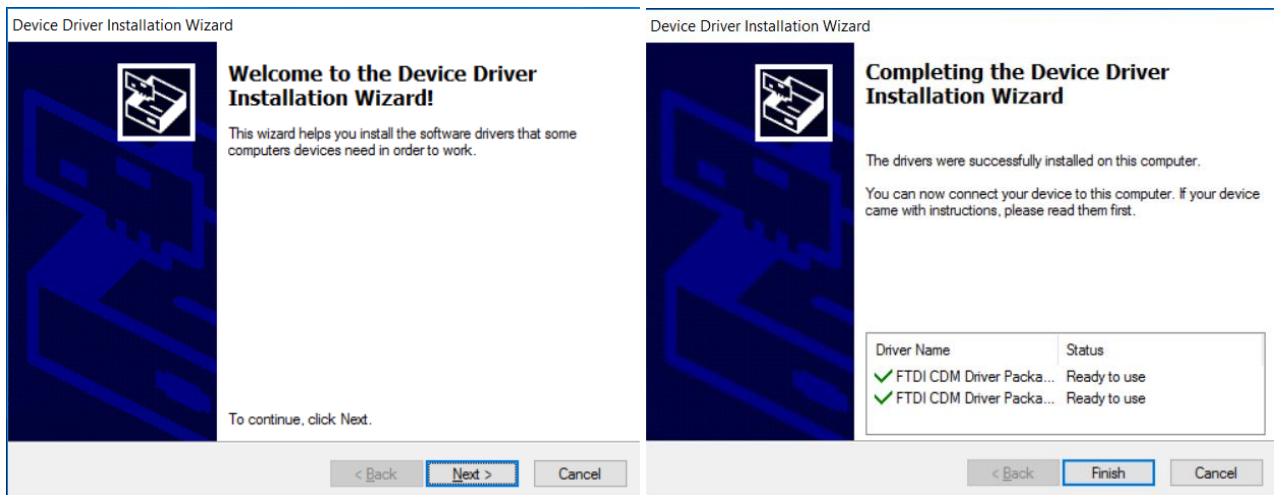 Device Driver Installation Wizard
Welcome to the Device Driver
Installation Wizard!
This wizard helps you install the software drivers that some
computers devices need in order to work.
To continue, click Next.
< Back
Next >
Cancel
Device Driver Installation Wizard
Completing the Device Driver
Installation Wizard
The drivers were successfully installed on this computer.
You can now connect your device to this computer. If your device
came with instructions, please read them first.
Driver Name Status
FTDI CDM Driver Packa... Ready to use
FTDI CDM Driver Packa... Ready to use
< Back
Finish
Cancel